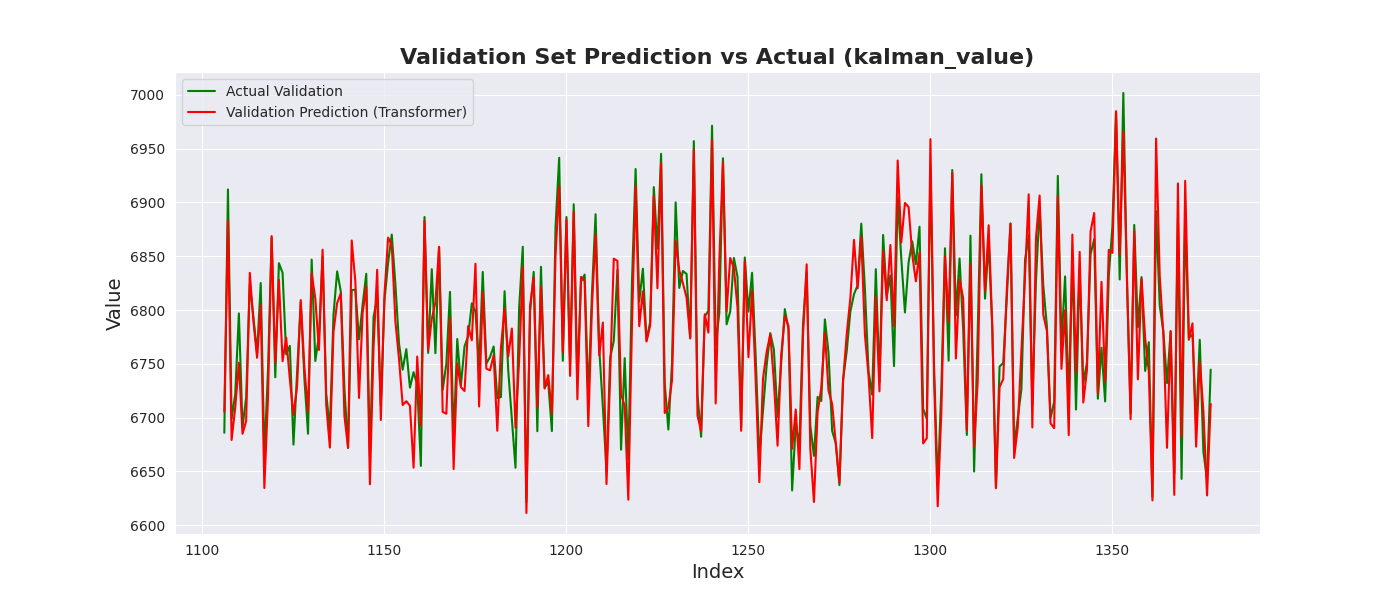 Validation Set Prediction vs Actual (kalman_value)
Actual Validation
Validation Prediction (Transformer)
7000
6950
6900
6850
6800
6750
6700
6650
6600
Value
1100 1150 1200 1250 1300 1350
Index